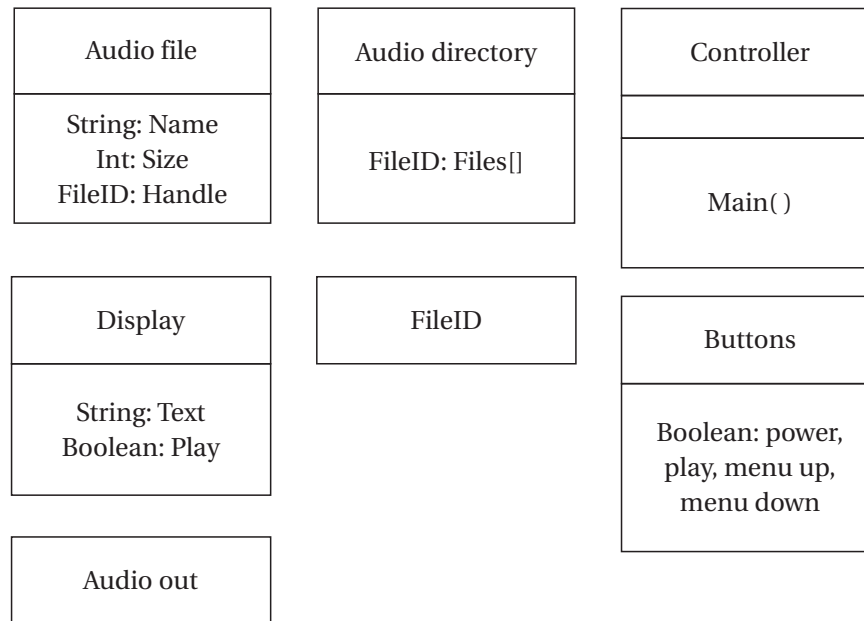 Audio file
String: Name
Int: Size
FileID: Handle
Audio directory
FileID: Files[]
Controller
Main( )
Display
String: Text
Boolean: Play
FileID
Buttons
Boolean: power,
play, menu up,
menu down
Audio out